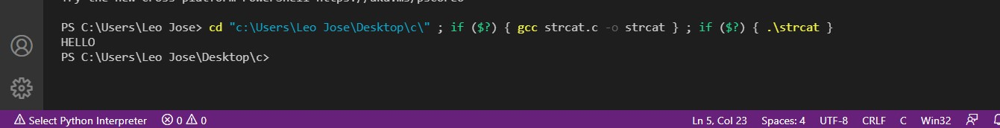 Try the new cross-platform PowerShell https://aka.ms/pscore6
PS C:\Users\Leo Jose> cd "c:\Users\Leo Jose\Desktop\c\" ; if ($?) { gcc strcat.c -o strcat } ; if ($?) { .\strcat }
HELLO
PS C:\Users\Leo Jose\Desktop\c>
Select Python Interpreter 0 0 Ln 5, Col 23 Spaces: 4 UTF-8 CRLF C Win32